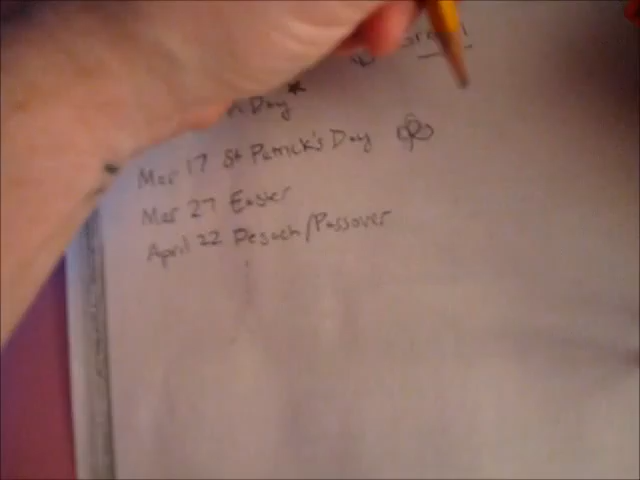 Day*
Mar 17 St Patrick's Day
Mar 27 Easter
April 22 Pesach/Passover